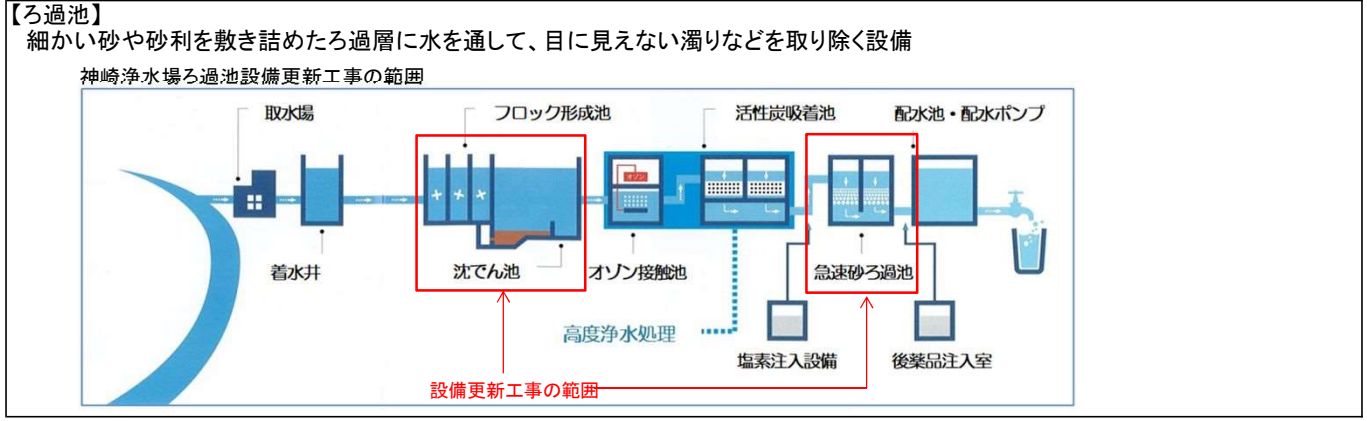 【ろ過池】
細かい砂や砂利を敷き詰めたろ過層に水を通して、目に見えない濁りなどを取り除く設備
神崎浄水場ろ過池設備更新工事の範囲
取水場
フロック形成池
活性炭吸着池
配水池・配水ポンプ
オゾン
着水井
沈でん池
オゾン接触池
急速砂ろ過池
高度浄水処理
塩素注入設備
後薬品注入室
設備更新工事の範囲